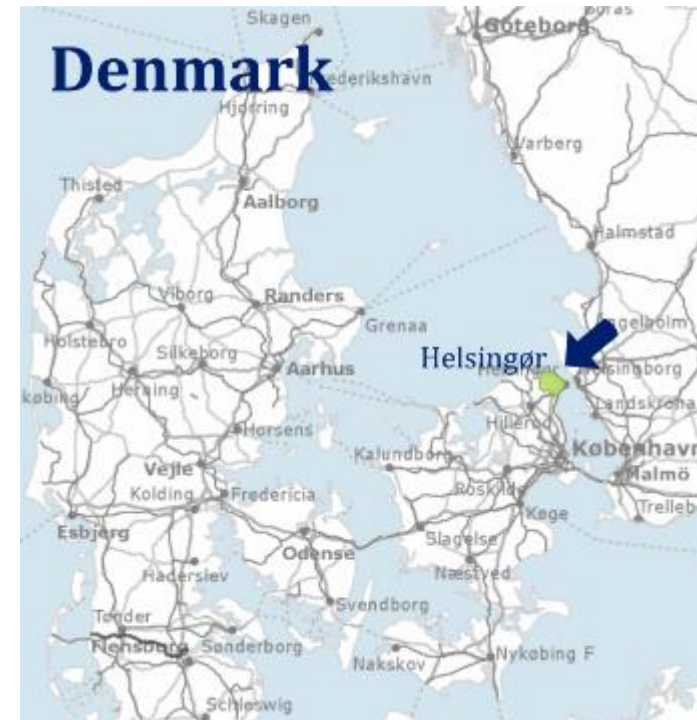 Skagen
Göteborg
Denmark
Frederikshavn
Hjørring
Varberg
Thisted
Aalborg
Halmstad
Viborg
Randers
Grenaa
Holstebro
Silkeborg
Helsingør
Aarhus
Herning
Landskrona
Hillerød
Horsens
København
Kalundborg
Vejle
Malmö
Roskilde
Kolding
Fredericia
Køge
Esbjerg
Slagelse
Odense
Næstved
Haderslev
Svendborg
Tønder
Flensburg
Sønderborg
Nykøbing F
Nakskov
Schleswig